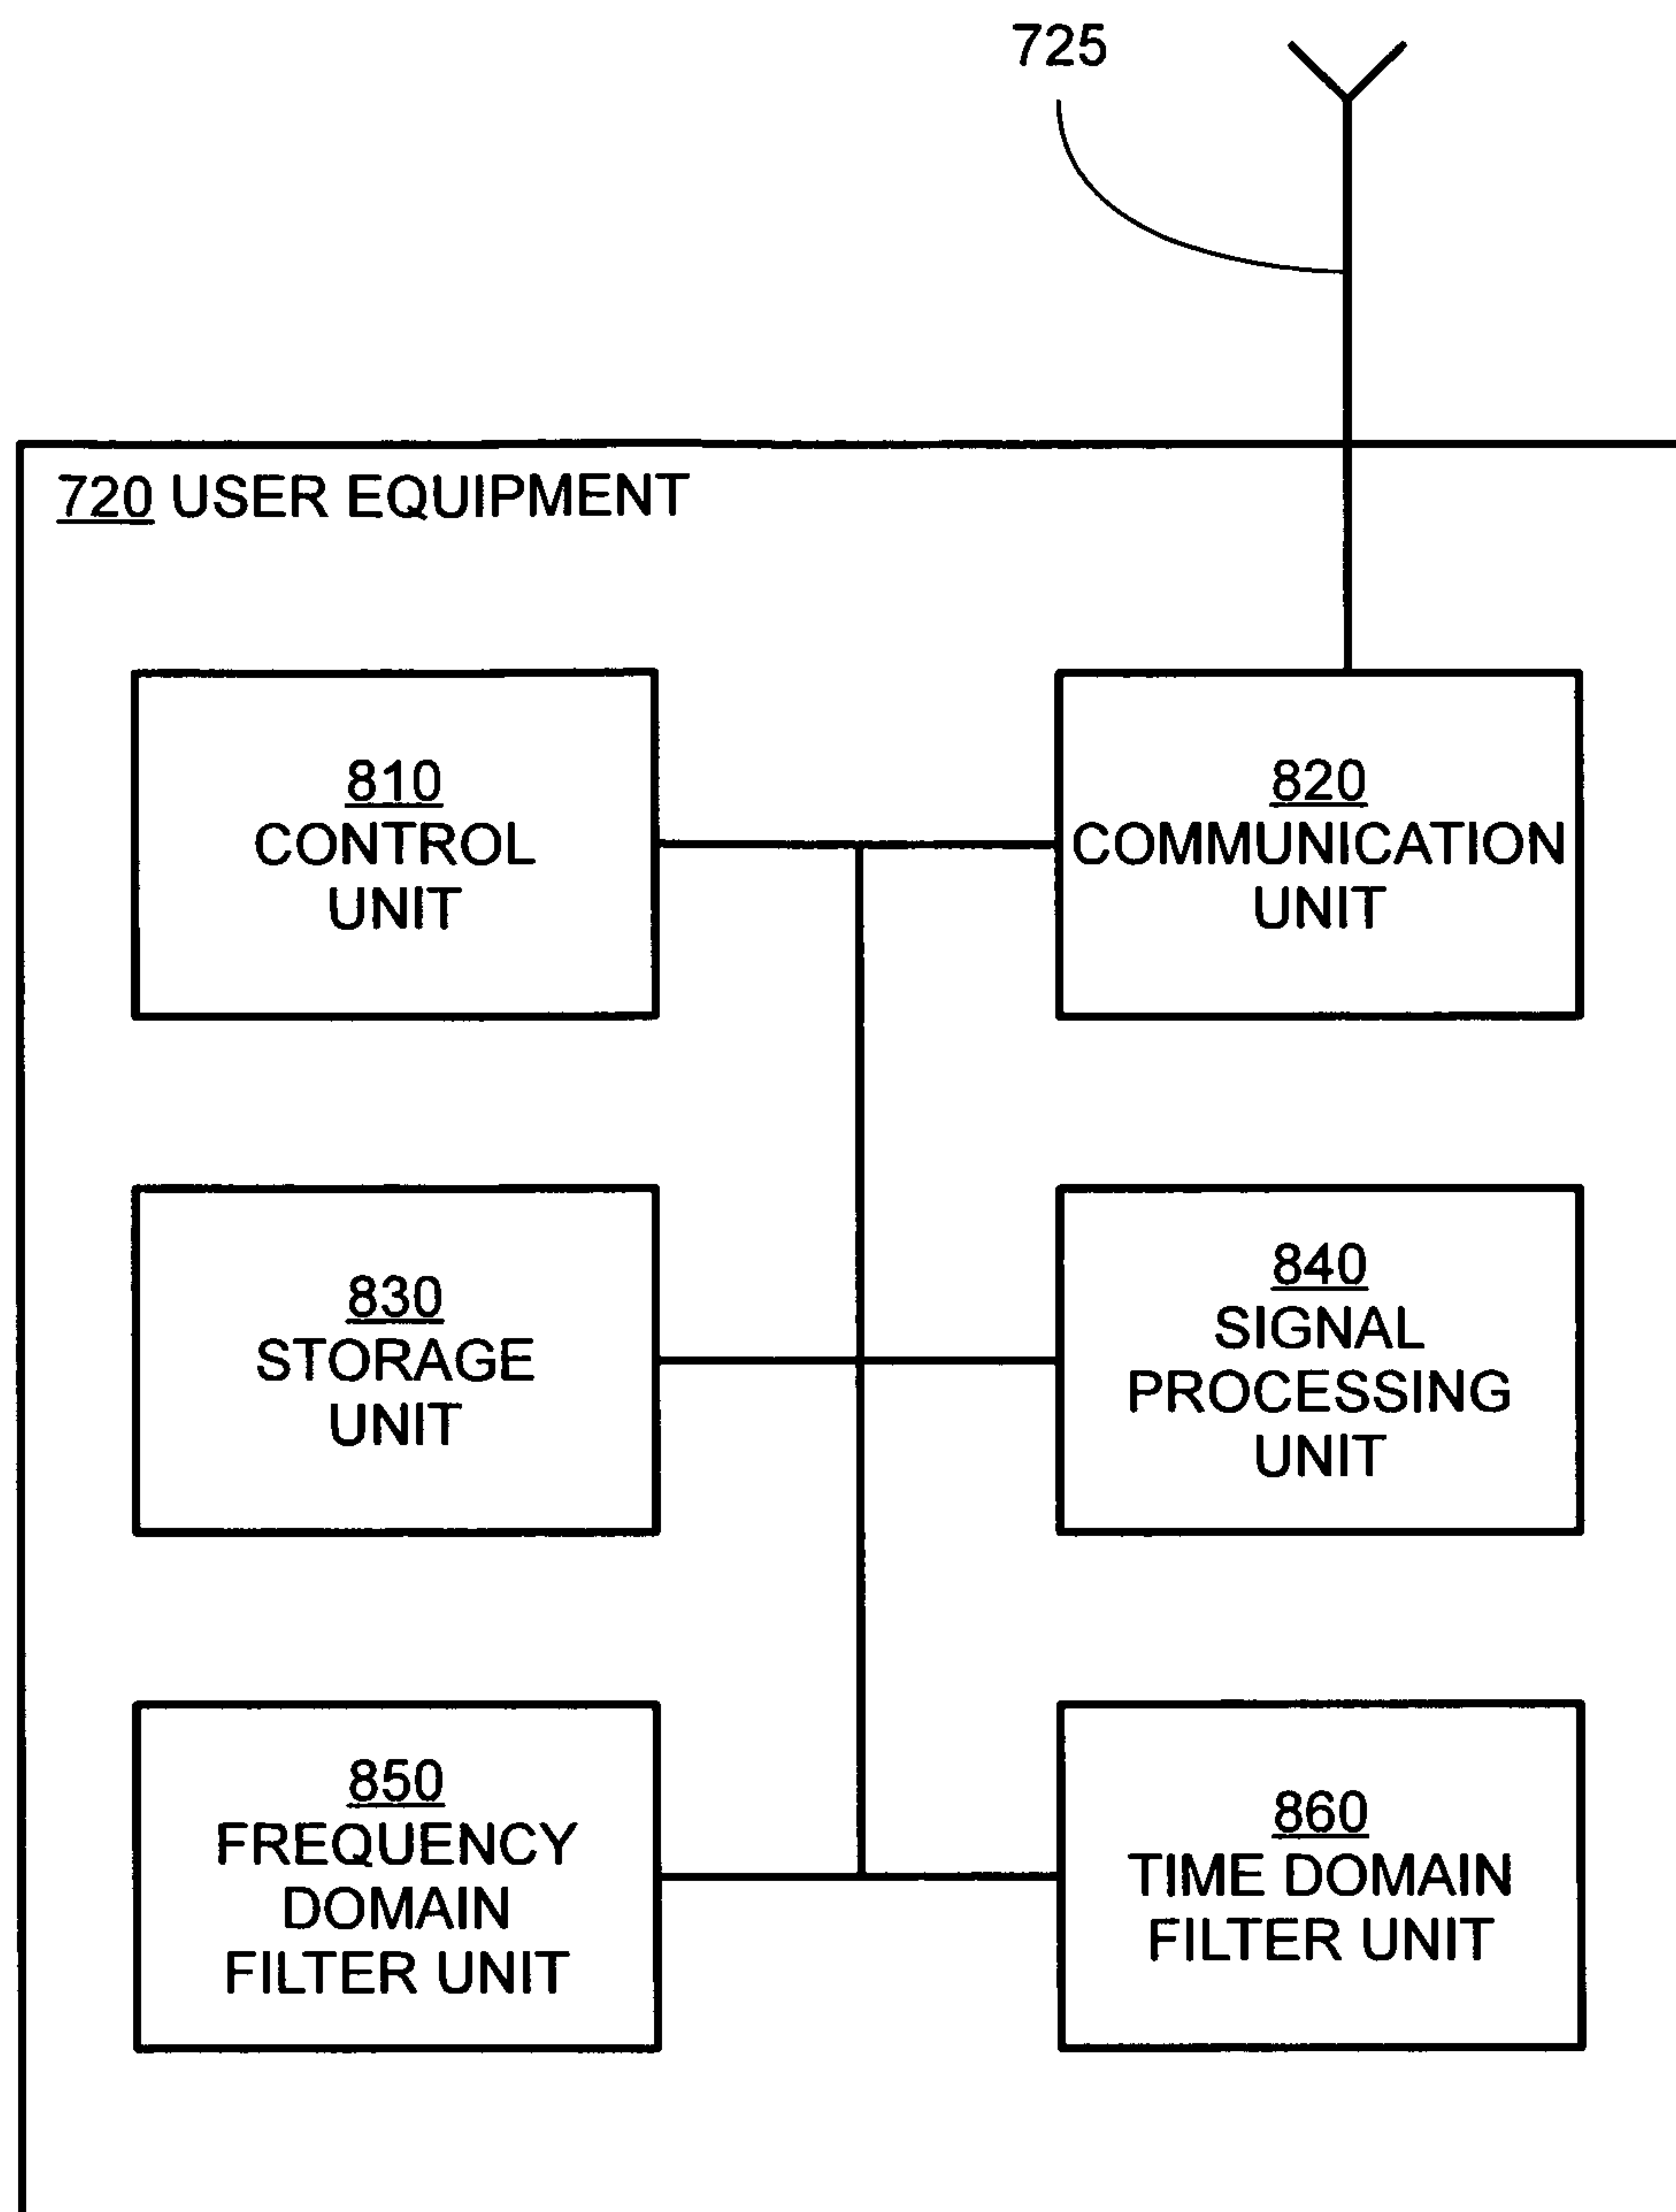 725
720 USER EQUIPMENT
810
CONTROL
UNIT
820
COMMUNICATION
UNIT
830
STORAGE
UNIT
840
SIGNAL
PROCESSING
UNIT
850
FREQUENCY
DOMAIN
FILTER UNIT
860
TIME DOMAIN
FILTER UNIT